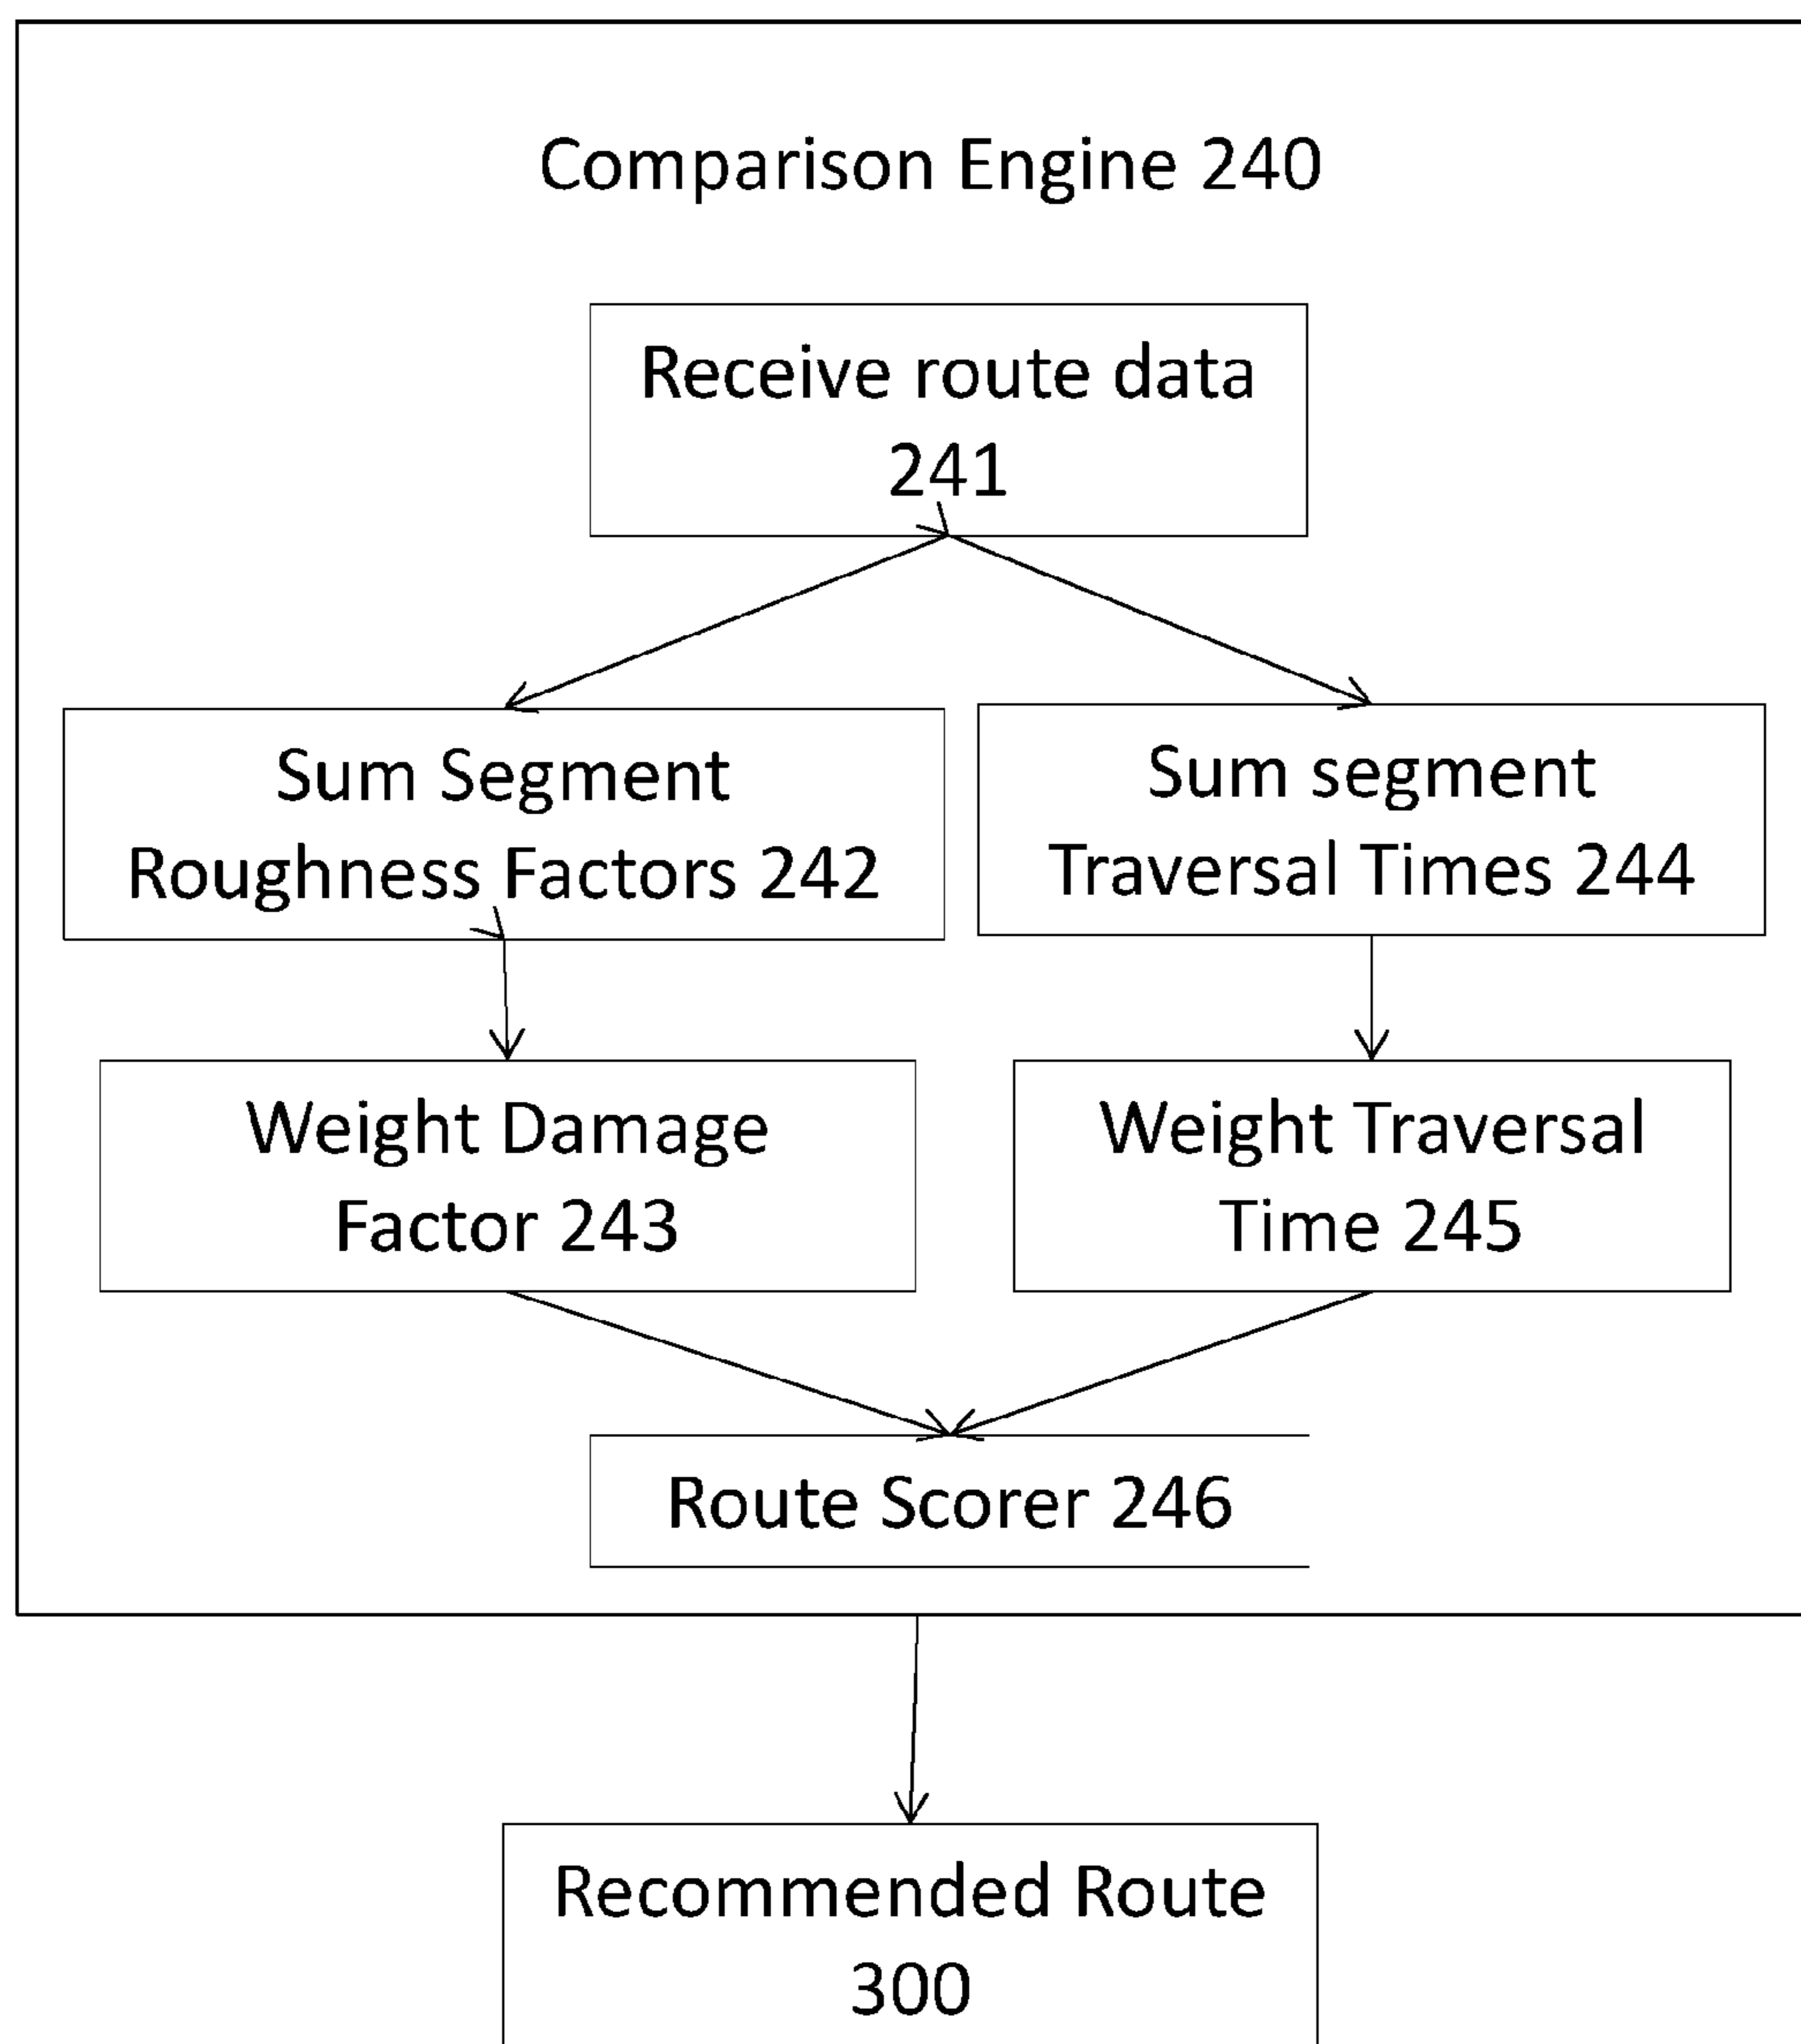 Comparison Engine 240
Receive route data
241
Sum Segment
Roughness Factors 242
Sum segment
Traversal Times 244
Weight Damage
Factor 243
Weight Traversal
Time 245
Route Scorer 246
Recommended Route
300